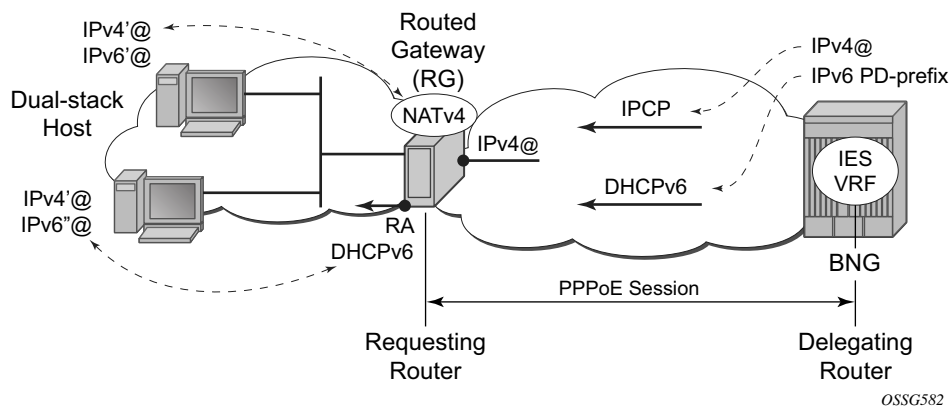 IPv4’@
IPv6’@
Dual-stack
Host
IPv4’@
IPv6”@
Routed
Gateway
(RG)
NATv4
IPv4@
RA
DHCPv6
IPCP
DHCPv6
IPv4@
IPv6 PD-prefix
IES
VRF
BNG
PPPoE Session
Requesting
Router
Delegating
Router
OSSG582